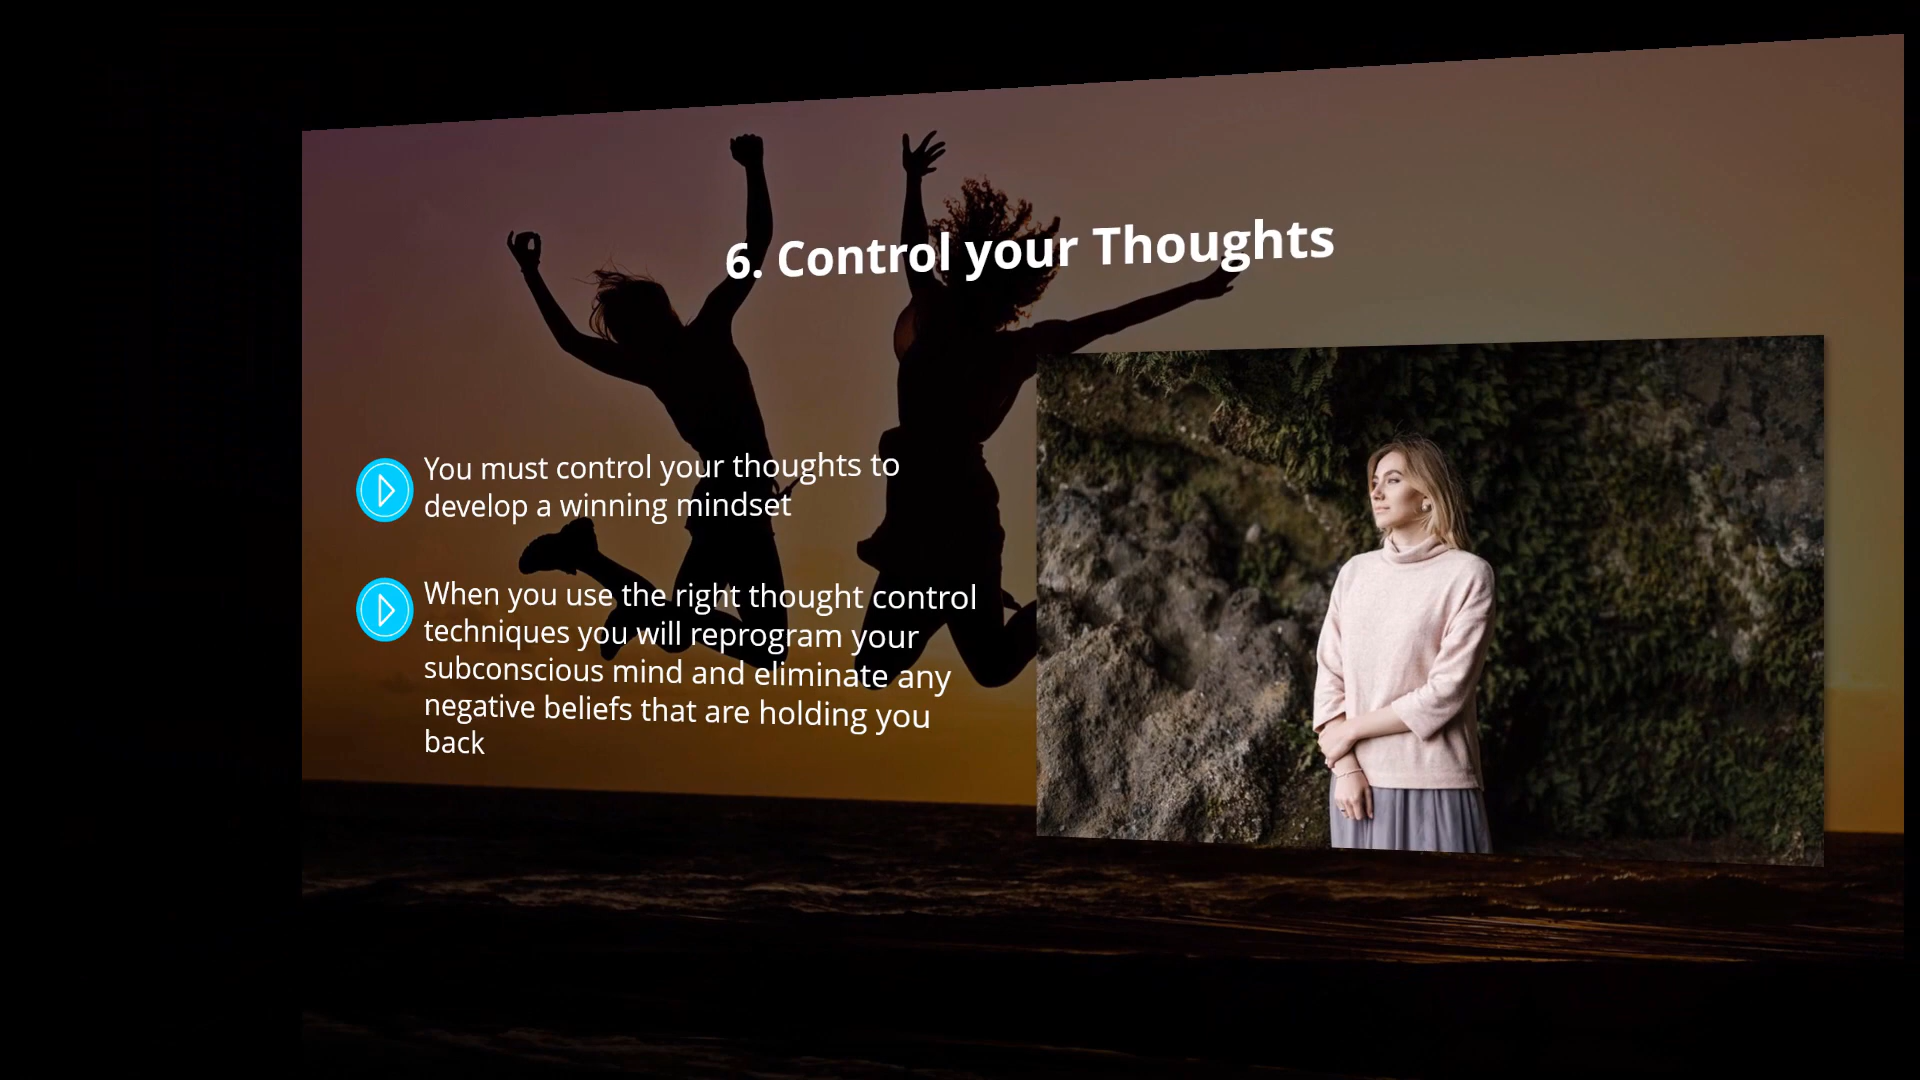 6. Control your Thoughts
You must control your thoughts to
develop a winning mindset
When you use the right thought control
techniques you will reprogram your
subconscious mind and eliminate any
negative beliefs that are holding you
back